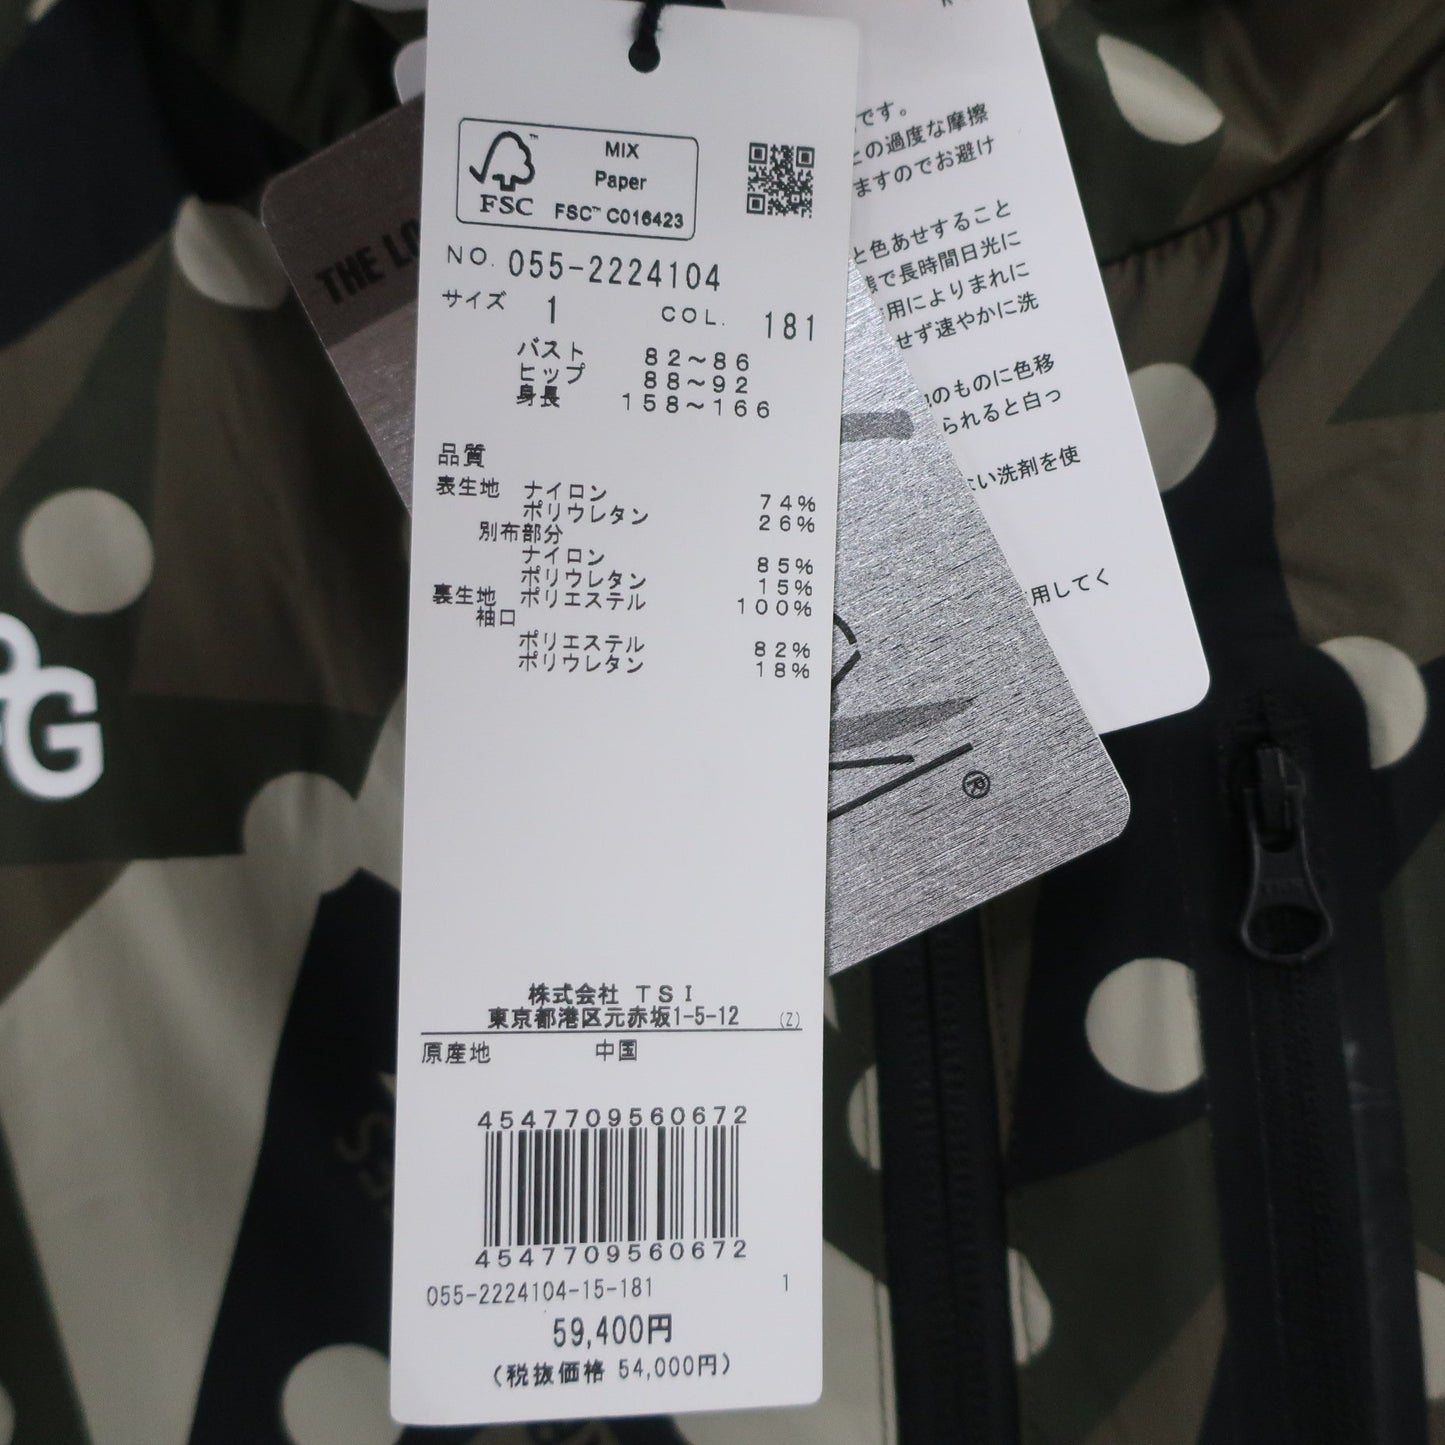 MIX
Paper
FSC™ C016423
FSC
NO. 055-2224104
サイズ 1 COL. 181
バスト 82～86
ヒップ 88～92
身長 158～166
品質
表生地 ナイロン 74%
ポリウレタン 26%
別布部分
ナイロン 85%
ポリウレタン 15%
裏生地 ポリエステル 100%
袖口
ポリエステル 82%
ポリウレタン 18%
株式会社 TSI
東京都港区元赤坂1-5-12 (Z)
原産地 中国
4547709560672
4547709560672
055-2224104-15-181 1
59,400円
(税抜価格 54,000円)
です。
の過度な摩擦
ますのでお避け
と色あせすること
で長時間日光に
用によりまれに
せず速やかに洗
のものに色移
られると白っ
い洗剤を使
用してく
THE LO
®
G